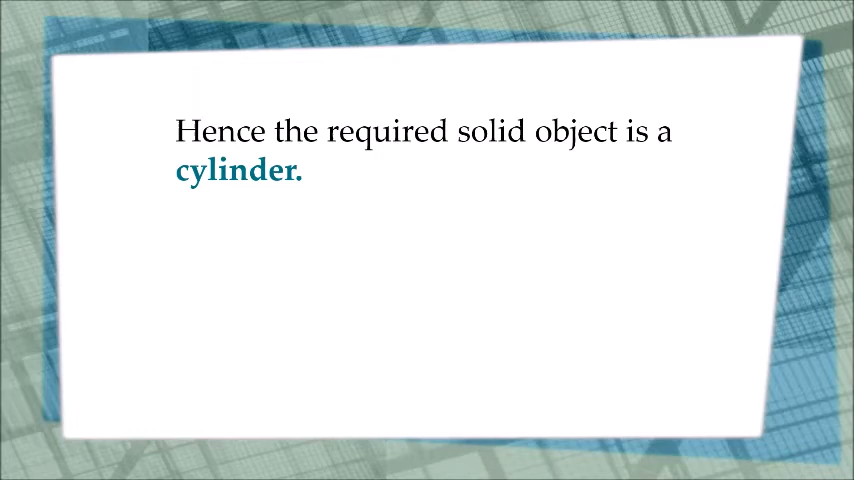 Hence the required solid object is a
cylinder.